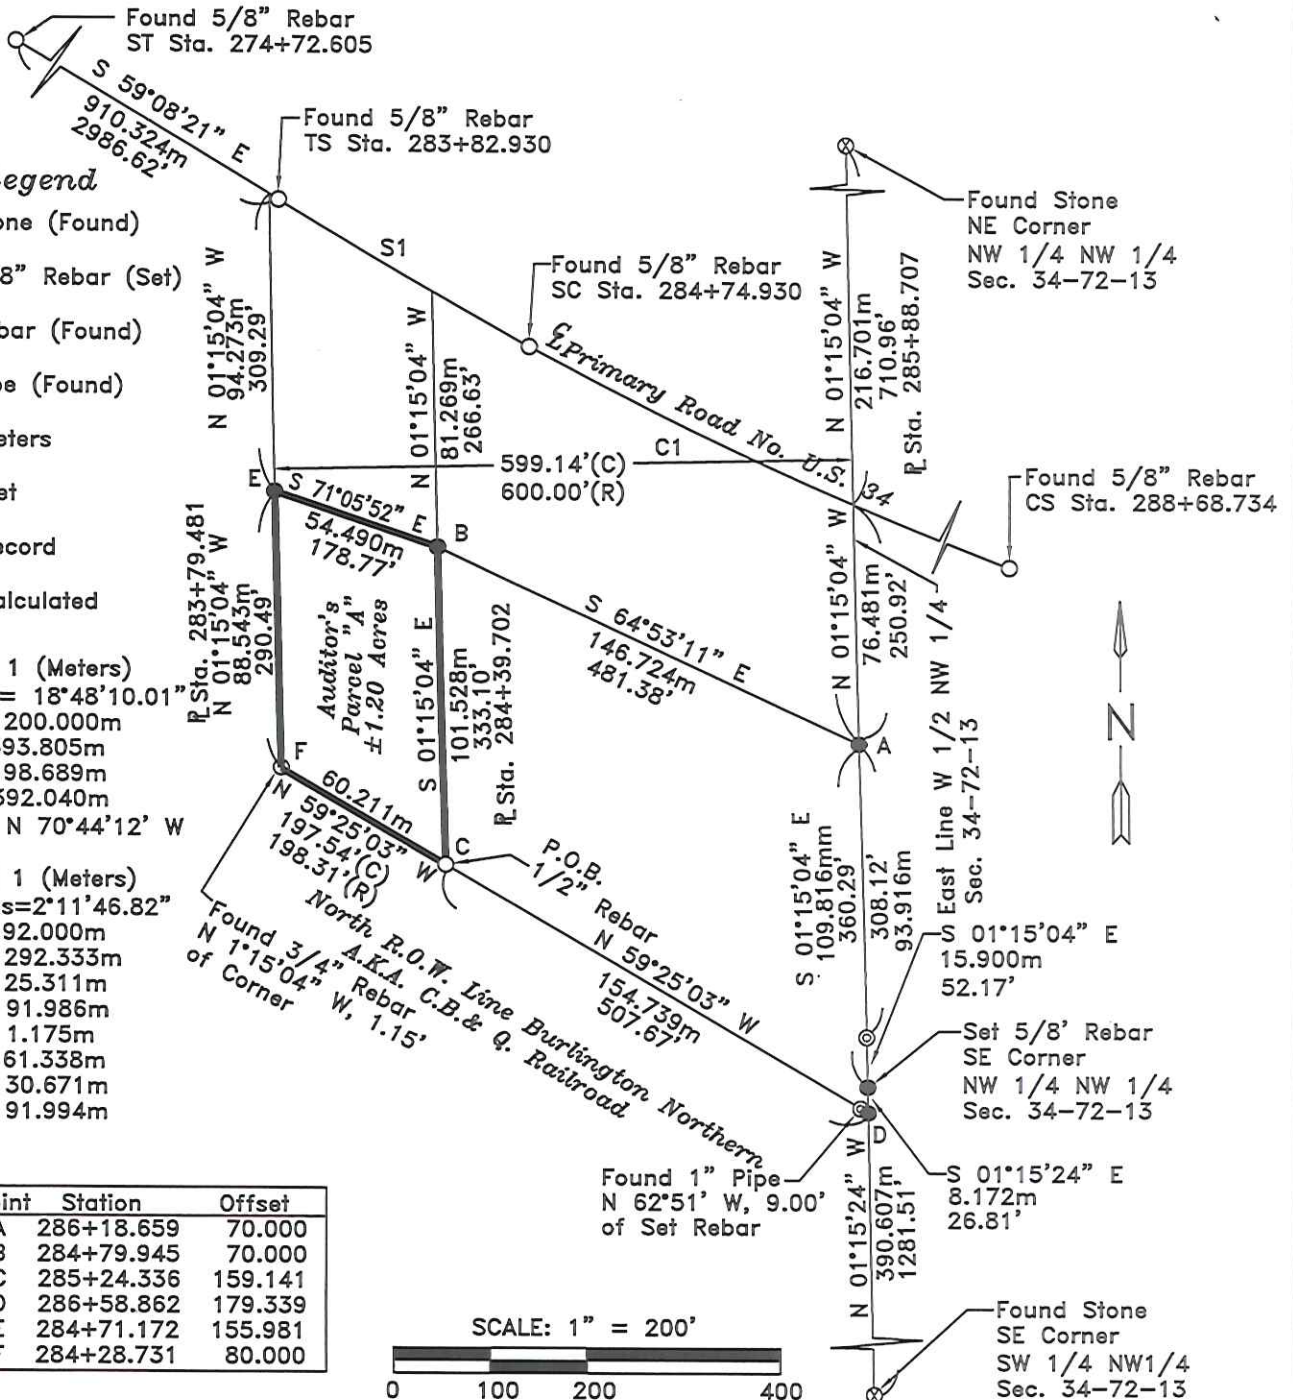 Found 5/8" Rebar
ST Sta. 274+72.605
S 59°08'21" E
910.324m
2986.62'
Found 5/8" Rebar
TS Sta. 283+82.930
egend
one (Found)
8" Rebar (Set)
bar (Found)
pe (Found)
eters
et
ecord
alculated
1 (Meters)
= 18°48'10.01"
200.000m
93.805m
98.689m
392.040m
N 70°44'12' W
1 (Meters)
s=2°11'46.82"
92.000m
292.333m
25.311m
91.986m
1.175m
61.338m
30.671m
91.994m
S1
Found 5/8" Rebar
SC Sta. 284+74.930
Found Stone
NE Corner
NW 1/4 NW 1/4
Sec. 34-72-13
N 01°15'04" W
94.273m
309.29'
N 01°15'04" W
81.269m
266.63'
N 01°15'04" W
216.701m
710.96'
PL Sta. 285+88.707
CL Primary Road No. U.S. 34
C1
599.14'(C)
600.00'(R)
Found 5/8" Rebar
CS Sta. 288+68.734
E
S 71°05'52" E
54.490m
178.77'
B
PL Sta. 283+79.481
N 01°15'04" W
88.543m
290.49'
Auditor's
Parcel "A"
±1.20 Acres
S 01°15'04" E
101.528m
333.10'
PL Sta. 284+39.702
S 64°53'11" E
146.724m
481.38'
N 01°15'04" W
76.481m
250.92'
East Line W 1/2 NW 1/4
Sec. 34-72-13
A
N
F
60.211m
N 59°25'03" W
197.54'(C)
198.31'(R)
C
P.O.B.
1/2" Rebar
N 59°25'03" W
154.739m
507.67'
Found 3/4" Rebar
N 1°15'04" W, 1.15'
of Corner
North R.O.W. Line Burlington Northern
A.K.A. C.B.& Q. Railroad
S 01°15'04" E
109.816mm
360.29'
308.12'
93.916m
S 01°15'04" E
15.900m
52.17'
Set 5/8' Rebar
SE Corner
NW 1/4 NW 1/4
Sec. 34-72-13
D
Found 1" Pipe
N 62°51' W, 9.00'
of Set Rebar
S 01°15'24" E
8.172m
26.81'
N 01°15'24" W
390.607m
1281.51'
Found Stone
SE Corner
SW 1/4 NW1/4
Sec. 34-72-13
int Station Offset
A 286+18.659 70.000
B 284+79.945 70.000
C 285+24.336 159.141
D 286+58.862 179.339
E 284+71.172 155.981
F 284+28.731 80.000
SCALE: 1" = 200'
0 100 200 400